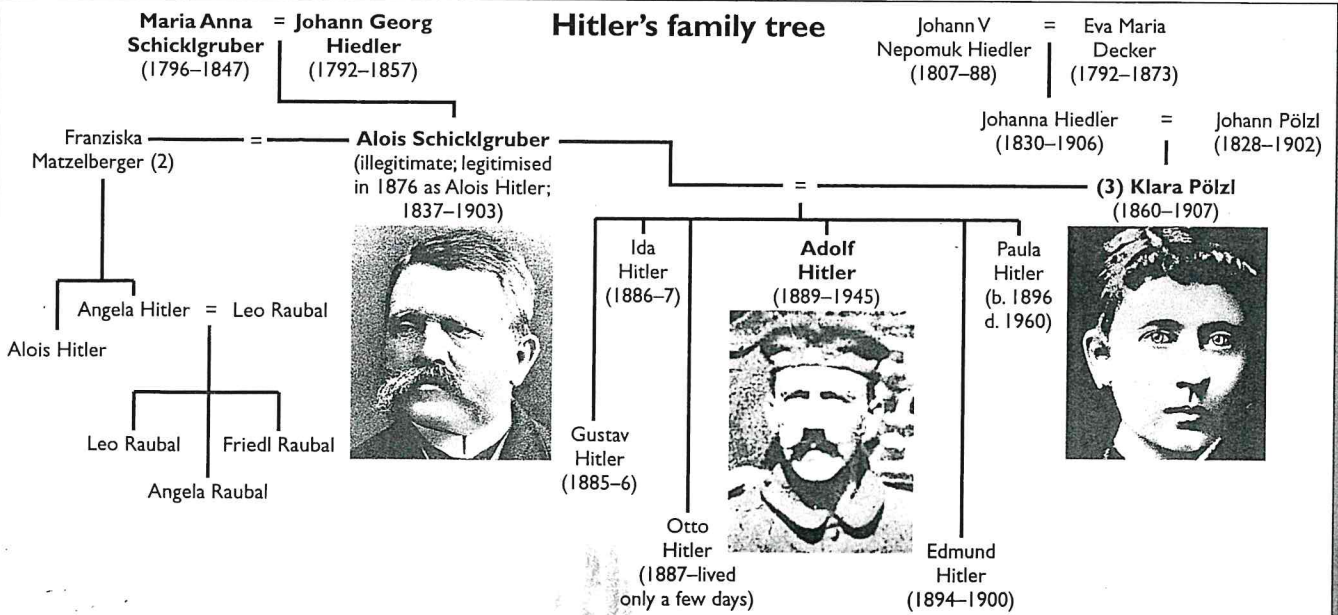 Hitler's family tree
Maria Anna
Schicklgruber
(1796–1847)
=
Johann Georg
Hiedler
(1792–1857)
Johann V
Nepomuk Hiedler
(1807–88)
=
Eva Maria
Decker
(1792–1873)
Franziska
Matzelberger (2)
=
Alois Schicklgruber
(illegitimate; legitimised
in 1876 as Alois Hitler;
1837–1903)
Johanna Hiedler
(1830–1906)
=
Johann Pölzl
(1828–1902)
=
(3) Klara Pölzl
(1860–1907)
Alois Hitler
Angela Hitler = Leo Raubal
Leo Raubal
Angela Raubal
Friedl Raubal
Gustav
Hitler
(1885–6)
Ida
Hitler
(1886–7)
Otto
Hitler
(1887–lived
only a few days)
Adolf
Hitler
(1889–1945)
Edmund
Hitler
(1894–1900)
Paula
Hitler
(b. 1896
d. 1960)